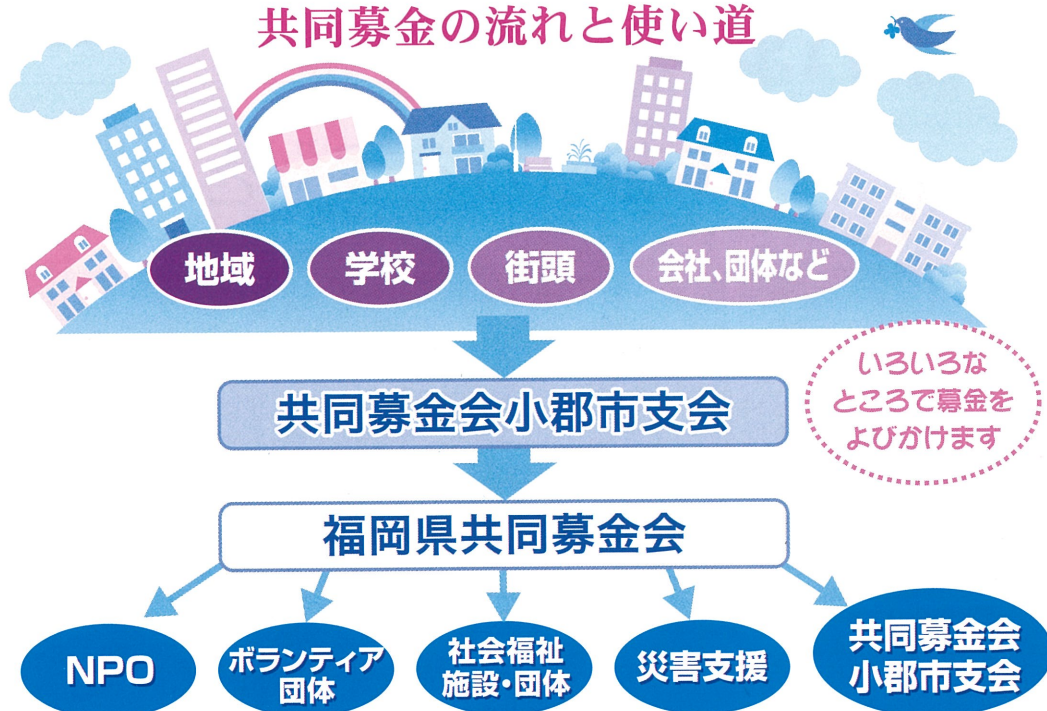 共同募金の流れと使い道
地域
学校
街頭
会社、団体など
いろいろな
ところで募金を
よびかけます
共同募金会小郡市支会
福岡県共同募金会
NPO
ボランティア
団体
社会福祉
施設・団体
災害支援
共同募金会
小郡市支会